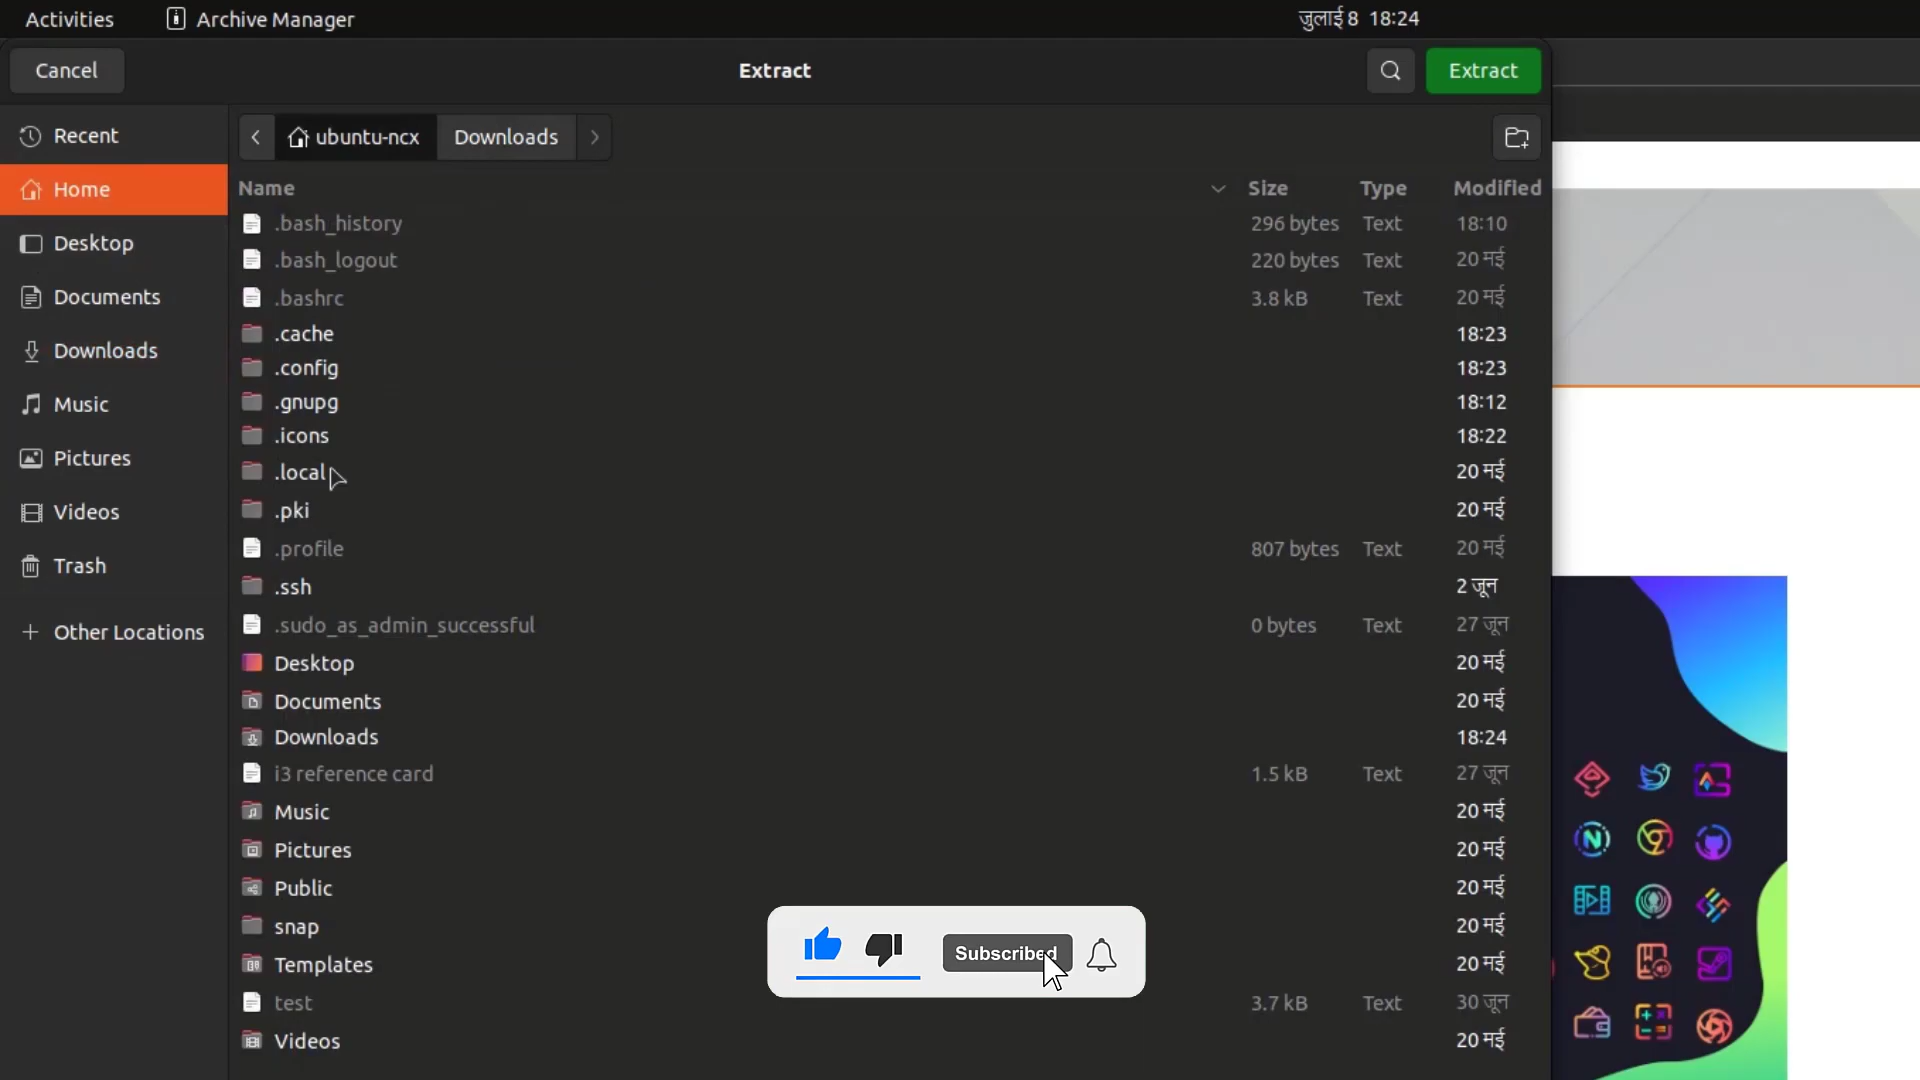 Activities Archive Manager जुलाई 8 18:24
Cancel Extract Extract
Recent
Home
Desktop
Documents
Downloads
Music
Pictures
Videos
Trash
Other Locations
ubuntu-ncx Downloads
Name Size Type Modified
.bash_history 296 bytes Text 18:10
.bash_logout 220 bytes Text 20 मई
.bashrc 3.8 kB Text 20 मई
.cache 18:23
.config 18:23
.gnupg 18:12
.icons 18:22
.local 20 मई
.pki 20 मई
.profile 807 bytes Text 20 मई
.ssh 2 जून
.sudo_as_admin_successful 0 bytes Text 27 जून
Desktop 20 मई
Documents 20 मई
Downloads 18:24
i3 reference card 1.5 kB Text 27 जून
Music 20 मई
Pictures 20 मई
Public 20 मई
snap 20 मई
Templates 20 मई
test 3.7 kB Text 30 जून
Videos 20 मई
Subscribed